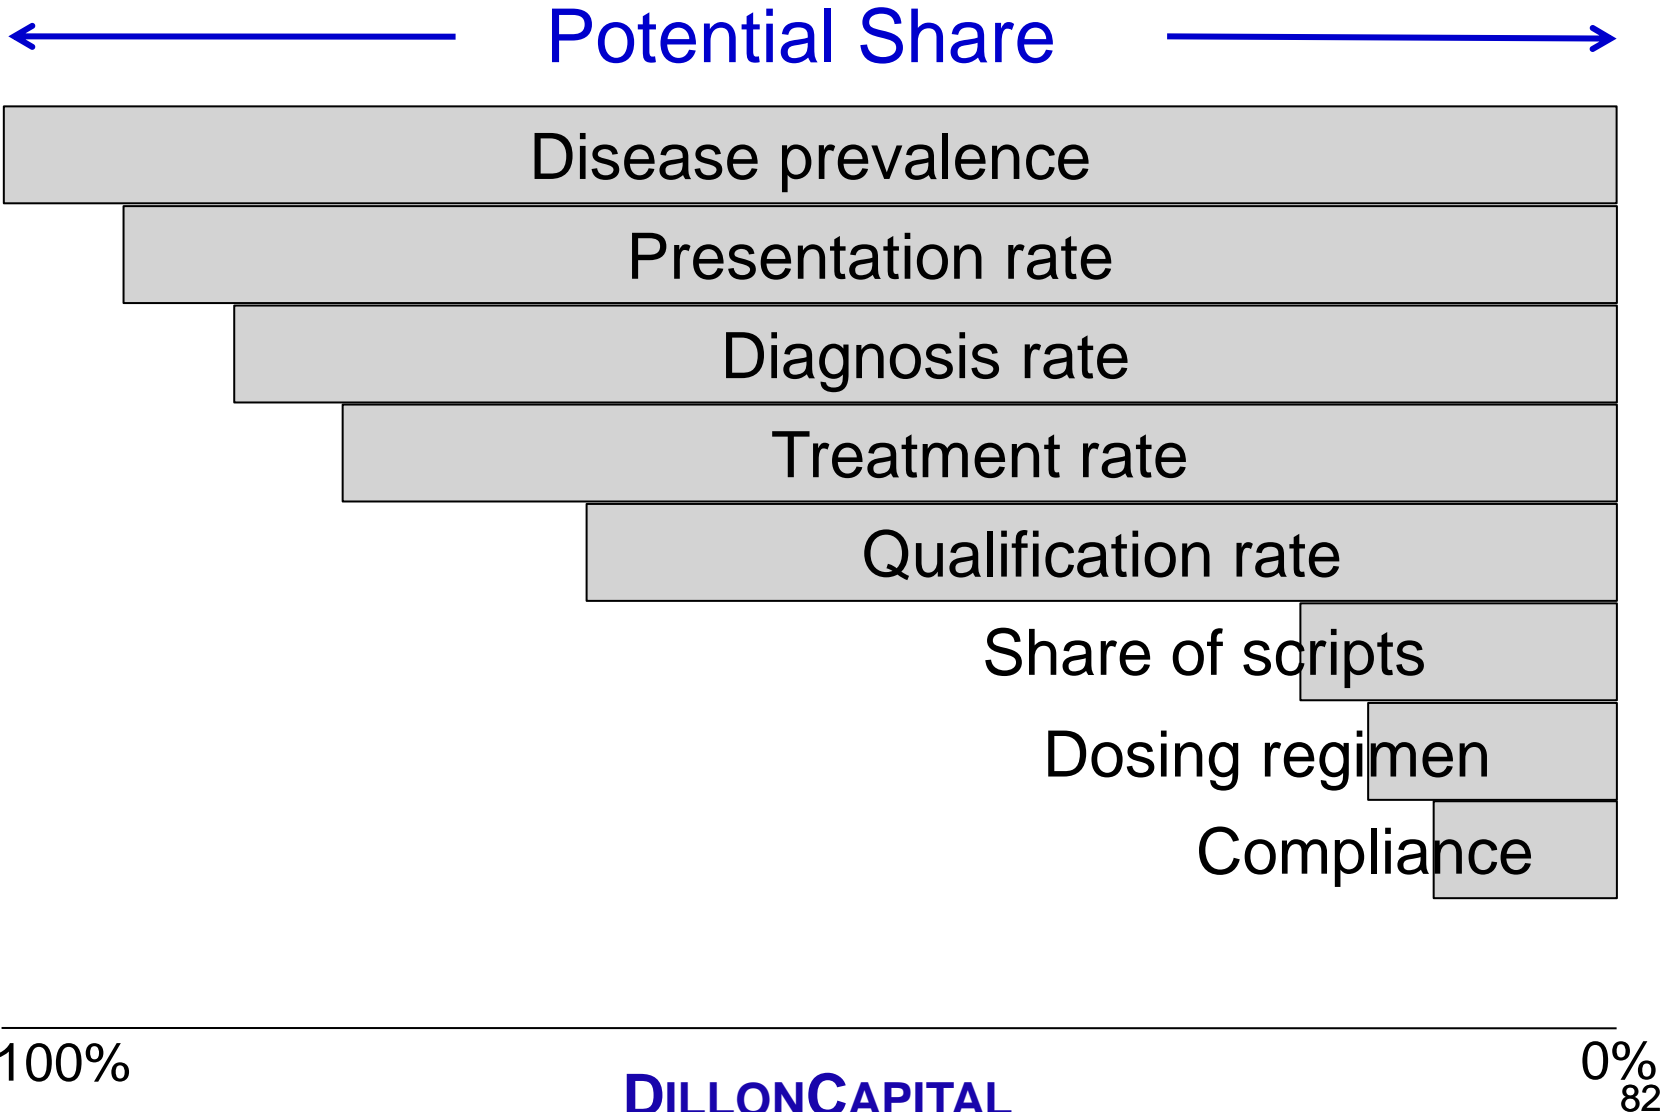 Potential Share
Disease prevalence
Presentation rate
Diagnosis rate
Treatment rate
Qualification rate
Share of scripts
Dosing regimen
Compliance
100%
0%
DILLONCAPITAL
82